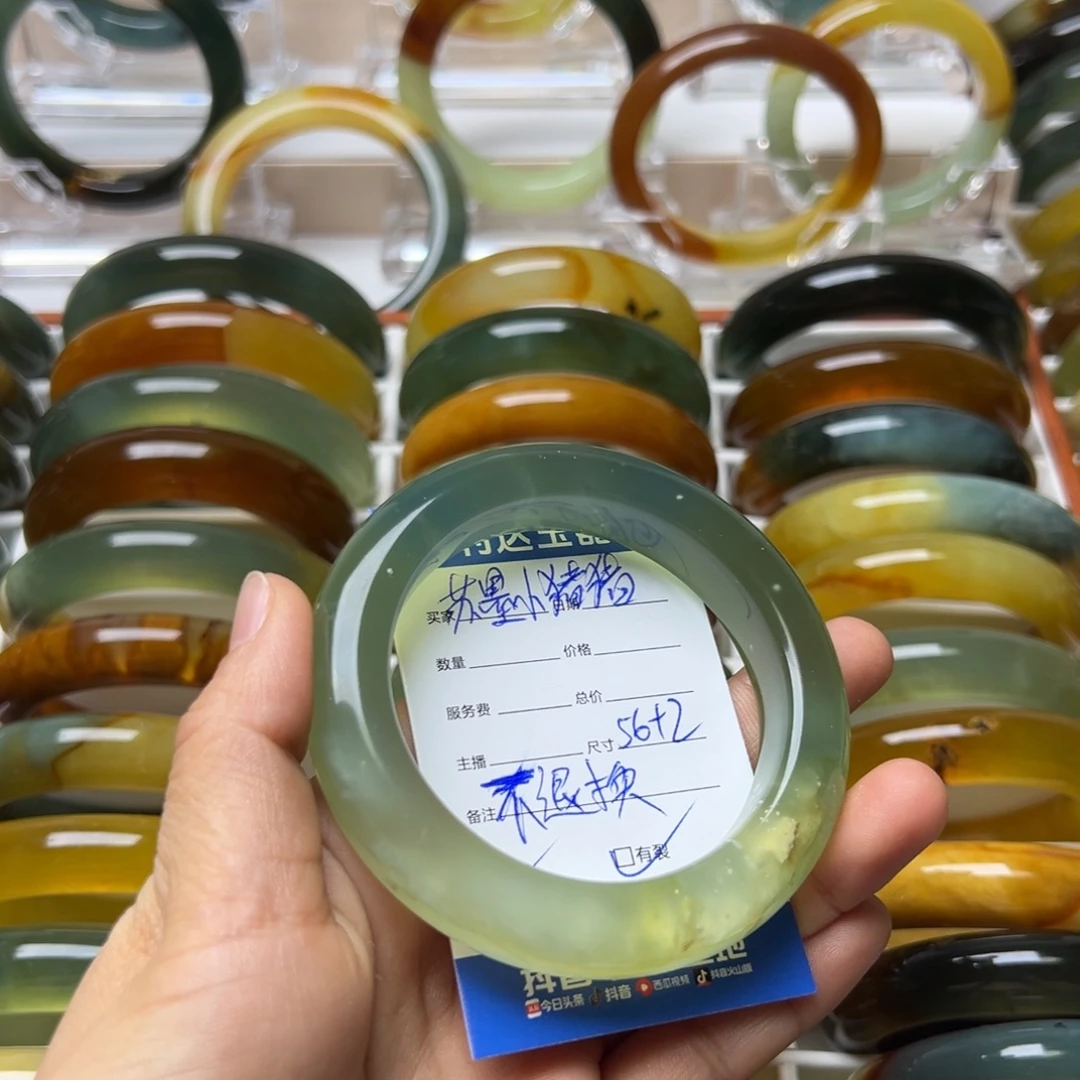 买家 苏墨小猪猪
数量 价格
服务费 总价
主播 尺寸 56+2
备注 不退换
有裂
抖音
今日头条 抖音 西瓜视频 抖音火山版